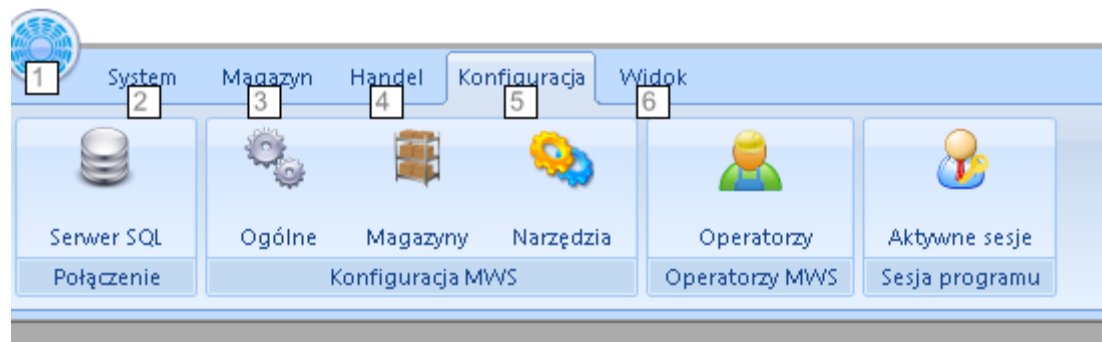 System Magazyn Handel Konfiguracja Widok
1 2 3 4 5 6
Serwer SQL Ogólne Magazyny Narzędzia Operatorzy Aktywne sesje
Połączenie Konfiguracja MWS Operatorzy MWS Sesja programu